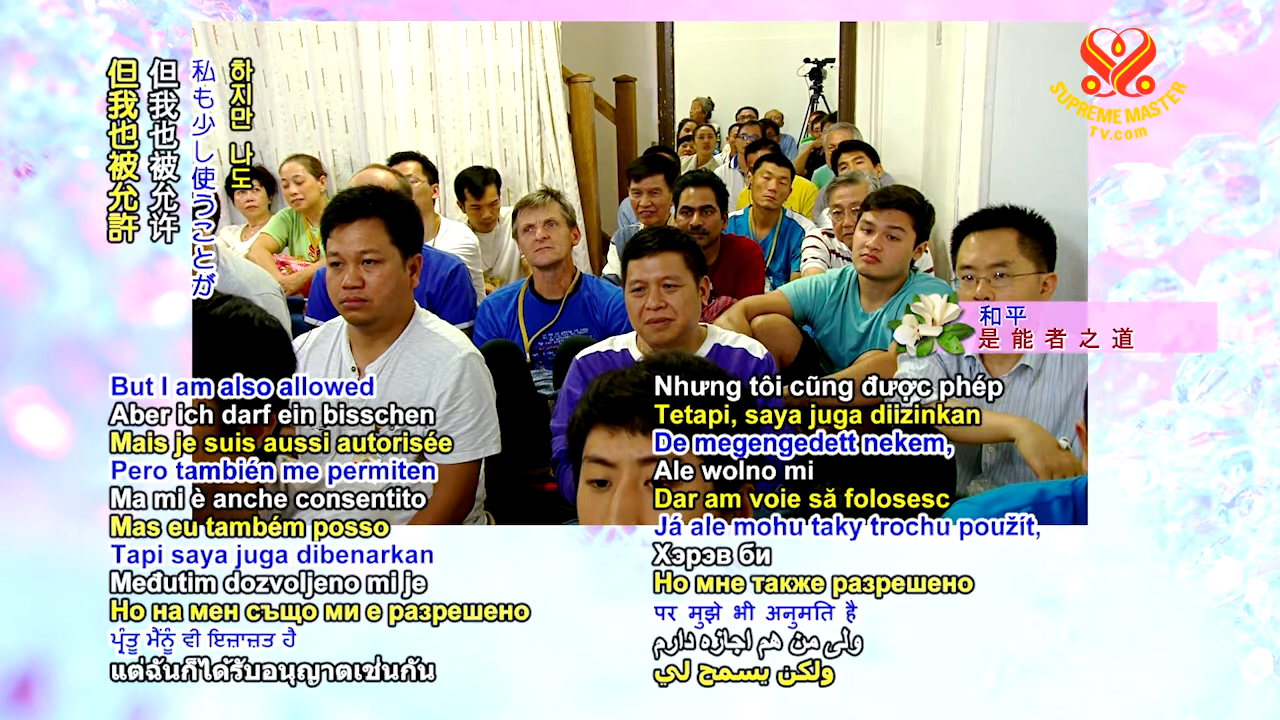 하지만 나도
私も少し使うことが
但我也被允许
但我也被允許
SUPREME MASTER
TV.com
和平
是能者之道
But I am also allowed
Aber ich darf ein bisschen
Mais je suis aussi autorisée
Pero también me permiten
Ma mi è anche consentito
Mas eu também posso
Tapi saya juga dibenarkan
Međutim dozvoljeno mi je
Но на мен също ми е разрешено
ਪ੍ਰੰਤੂ ਮੈਨੂੰ ਵੀ ਇਜ਼ਾਜ਼ਤ ਹੈ
แต่ฉันก็ได้รับอนุญาตเช่นกัน
Nhưng tôi cũng được phép
Tetapi, saya juga diizinkan
De megengedett nekem,
Ale wolno mi
Dar am voie să folosesc
Já ale mohu taky trochu použít,
Хэрэв би
Но мне также разрешено
पर मुझे भी अनुमति है
ولی من هم اجازه دارم
ولكن يسمح لي